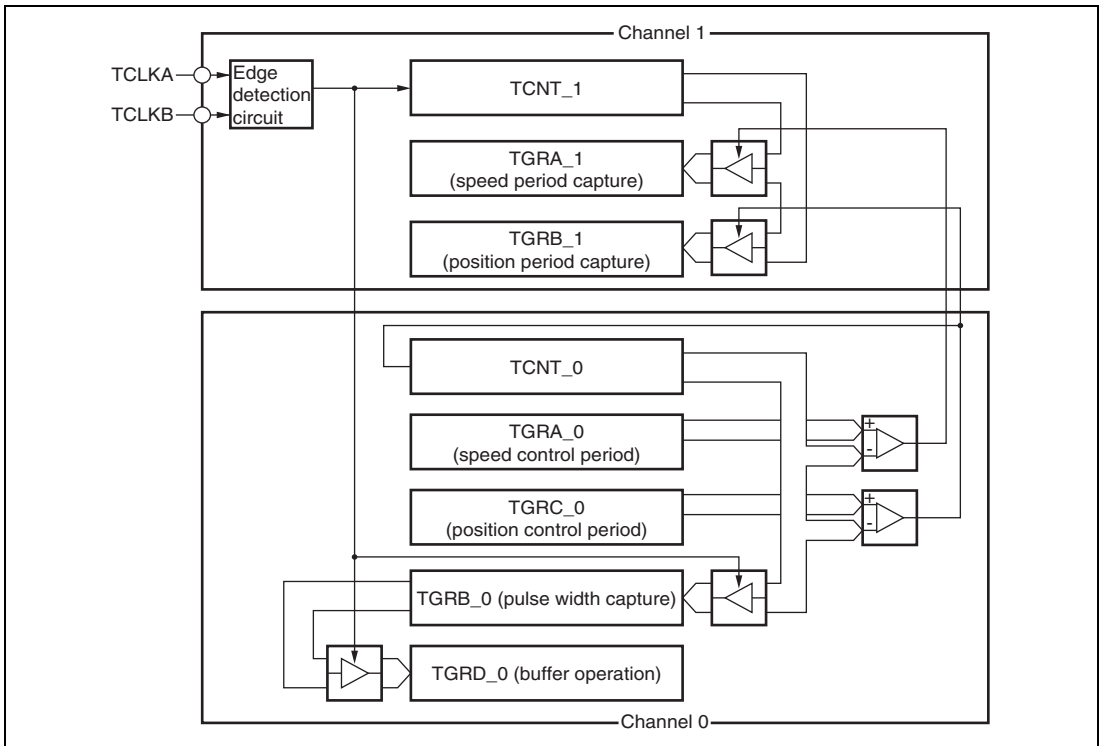 Channel 1
TCLKA
TCLKB
Edge
detection
circuit
TCNT_1
TGRA_1
(speed period capture)
TGRB_1
(position period capture)
TCNT_0
TGRA_0
(speed control period)
+
-
TGRC_0
(position control period)
+
-
TGRB_0 (pulse width capture)
TGRD_0 (buffer operation)
Channel 0